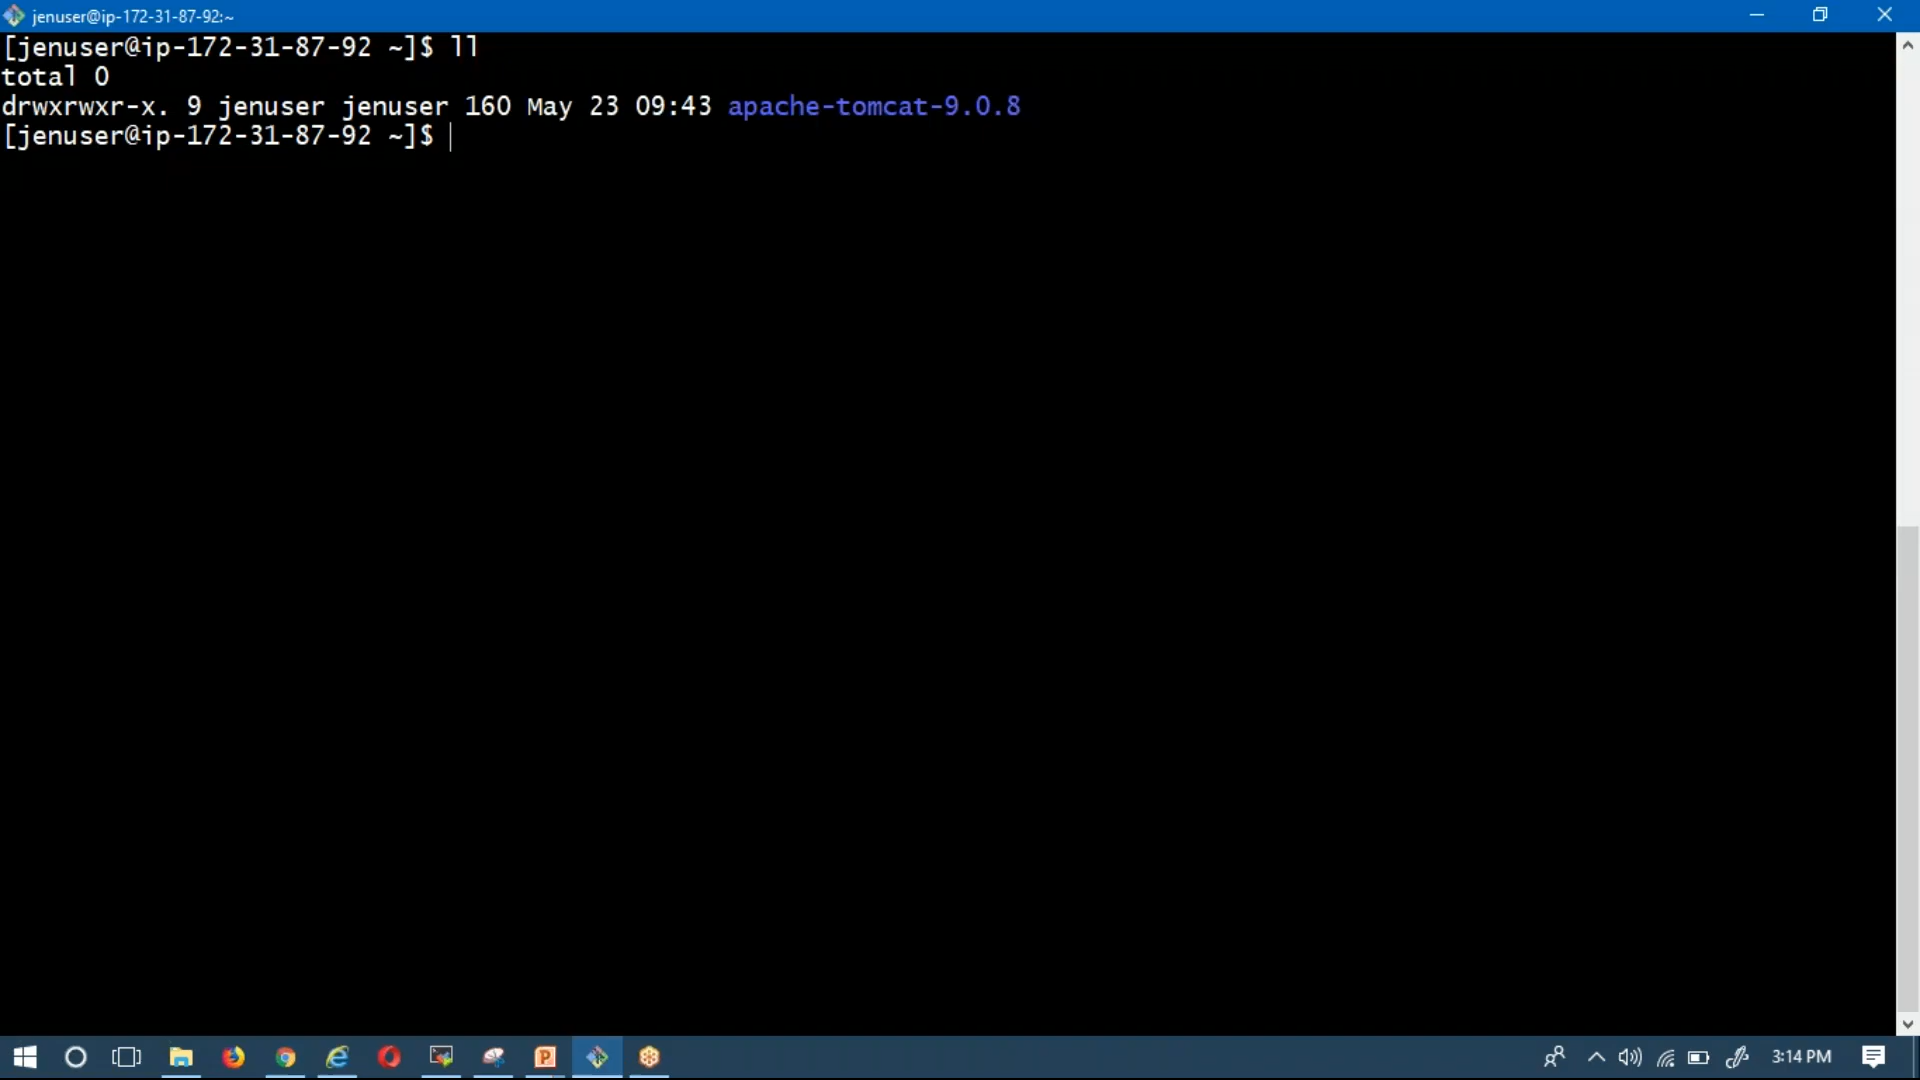 jenuser@ip-172-31-87-92:~
[jenuser@ip-172-31-87-92 ~]$ ll
total 0
drwxrwxr-x. 9 jenuser jenuser 160 May 23 09:43 apache-tomcat-9.0.8
[jenuser@ip-172-31-87-92 ~]$
3:14 PM